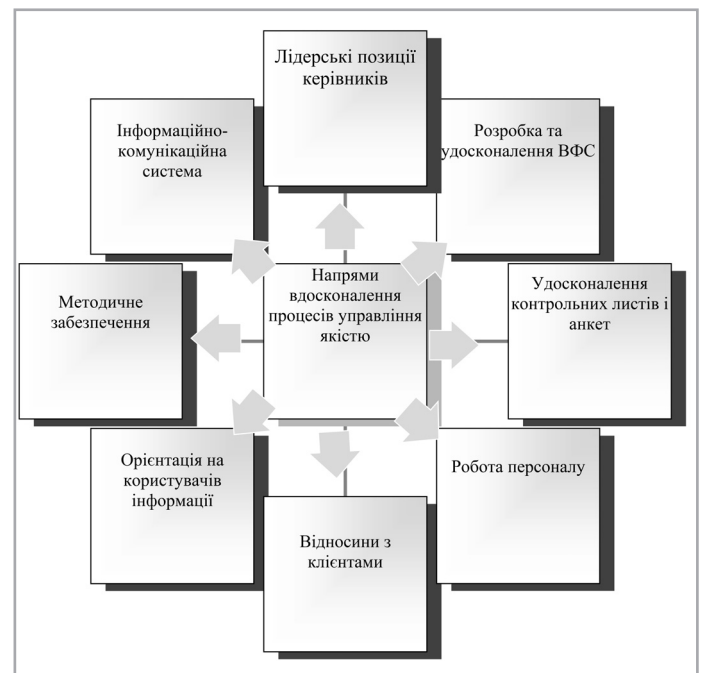 Лідерські позиції
керівників
Інформаційно-
комунікаційна
система
Розробка та
удосконалення ВФС
Методичне
забезпечення
Напрями
вдосконалення
процесів управління
якістю
Удосконалення
контрольних листів і
анкет
Орієнтація на
користувачів
інформації
Відносини з
клієнтами
Робота персоналу